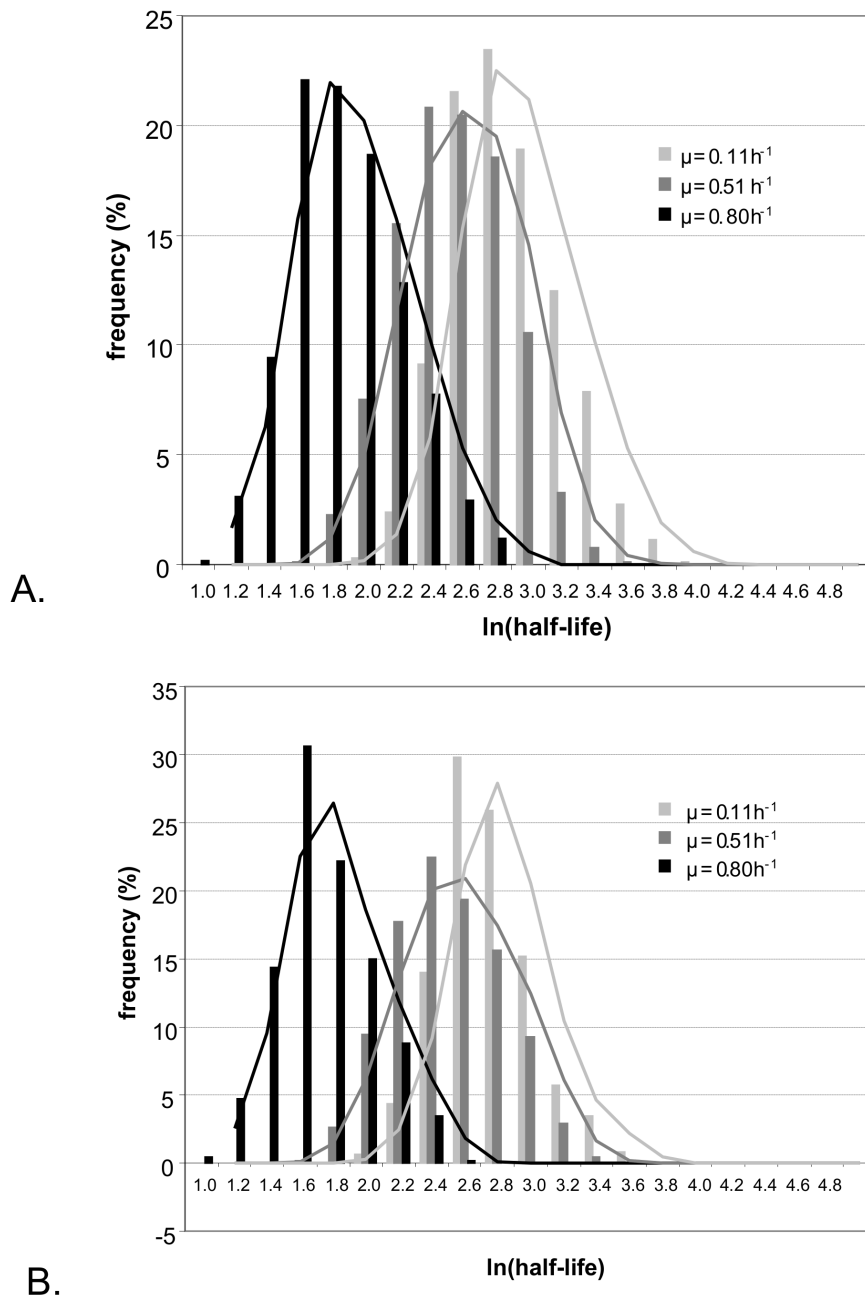 25
20
15
10
5
0
frequency (%)
μ= 0.11h-1
μ= 0.51 h-1
μ= 0.80h-1
1.0 1.2 1.4 1.6 1.8 2.0 2.2 2.4 2.6 2.8 3.0 3.2 3.4 3.6 3.8 4.0 4.2 4.4 4.6 4.8
ln(half-life)
A.
35
30
25
20
15
10
5
0
-5
frequency (%)
μ= 0.11h-1
μ= 0.51h-1
μ= 0.80h-1
1.0 1.2 1.4 1.6 1.8 2.0 2.2 2.4 2.6 2.8 3.0 3.2 3.4 3.6 3.8 4.0 4.2 4.4 4.6 4.8
ln(half-life)
B.